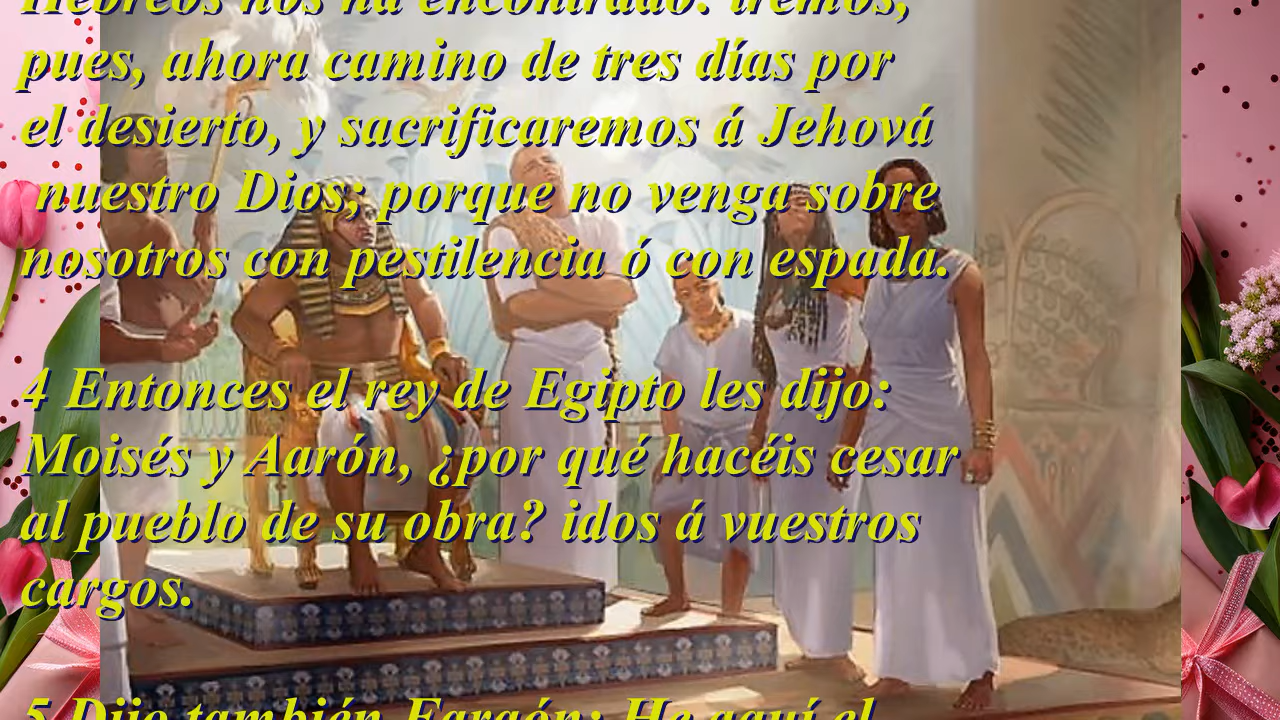 Hebreos nos ha encontrado: iremos,
pues, ahora camino de tres días por
el desierto, y sacrificaremos á Jehová
nuestro Dios; porque no venga sobre
nosotros con pestilencia ó con espada.
4 Entonces el rey de Egipto les dijo:
Moisés y Aarón, ¿por qué hacéis cesar
al pueblo de su obra? idos á vuestros
cargos.
5 Dijo también Faraón: He aquí el